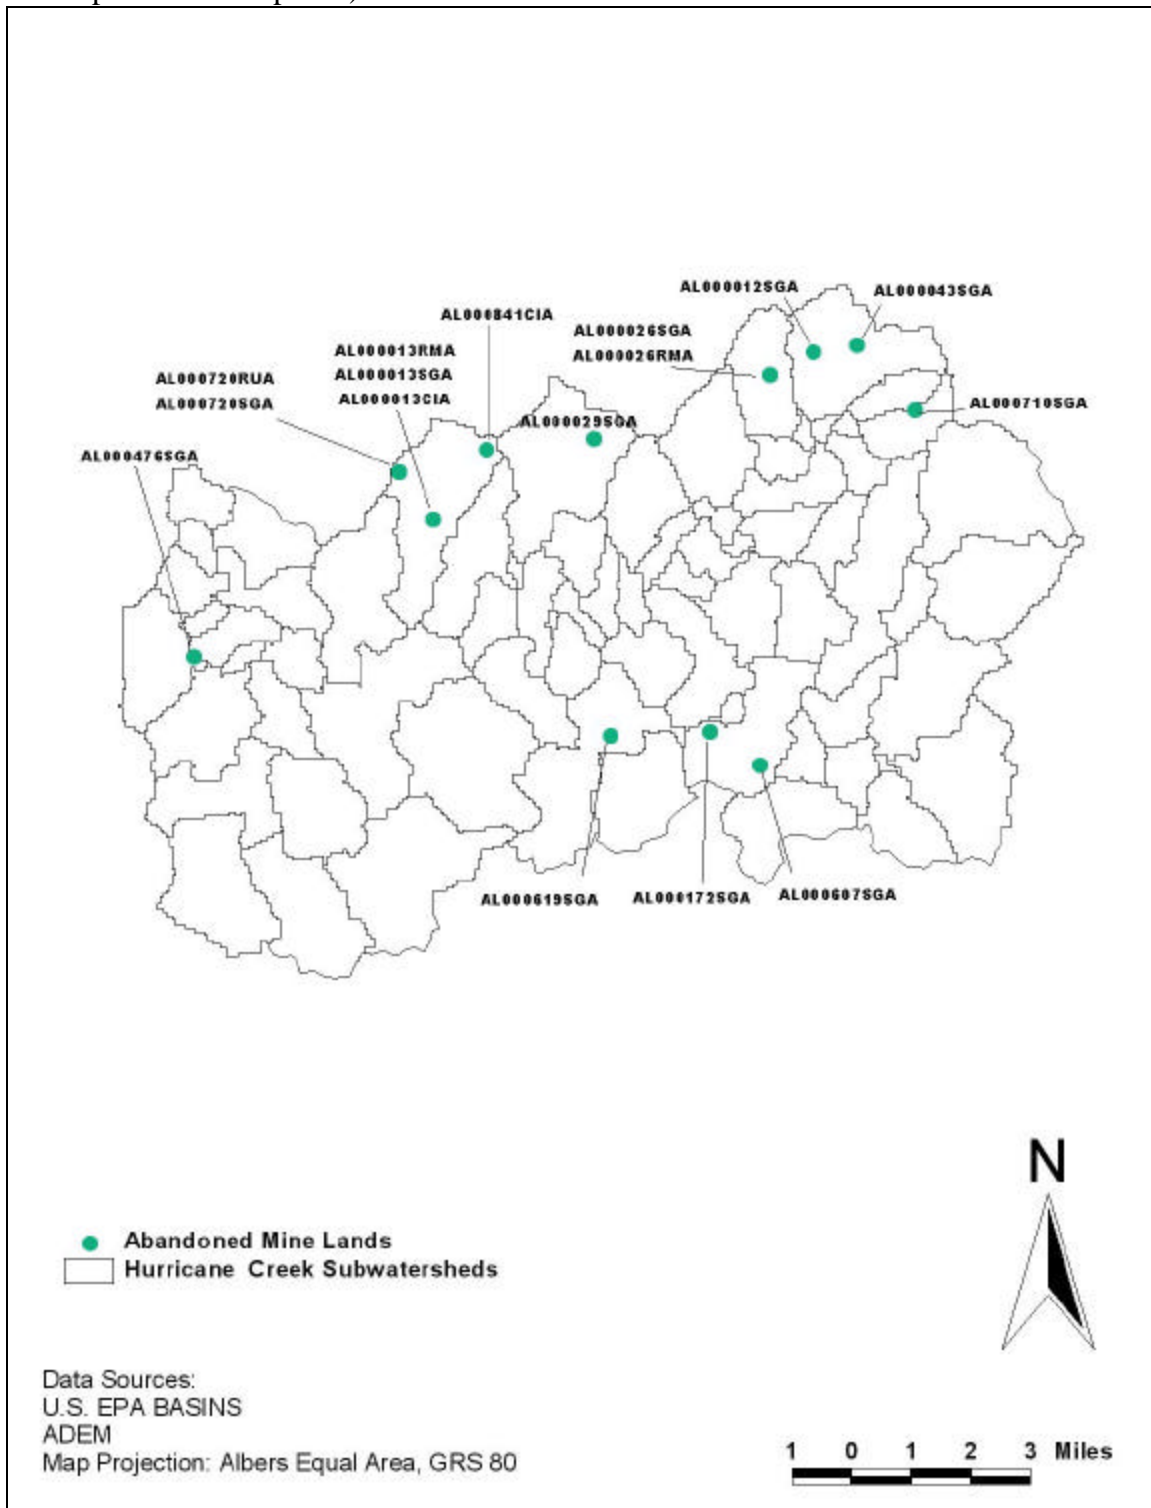 AL000012SGA
AL000043SGA
AL000841CIA
AL000026SGA
AL000026RMA
AL000013RMA
AL000013SGA
AL000013CIA
AL000720RUA
AL000720SGA
AL000710SGA
AL000029SGA
AL000476SGA
AL000619SGA
AL000172SGA
AL000607SGA
N
Abandoned Mine Lands
Hurricane Creek Subwatersheds
Data Sources:
U.S. EPA BASINS
ADEM
Map Projection: Albers Equal Area, GRS 80
1 0 1 2 3 Miles